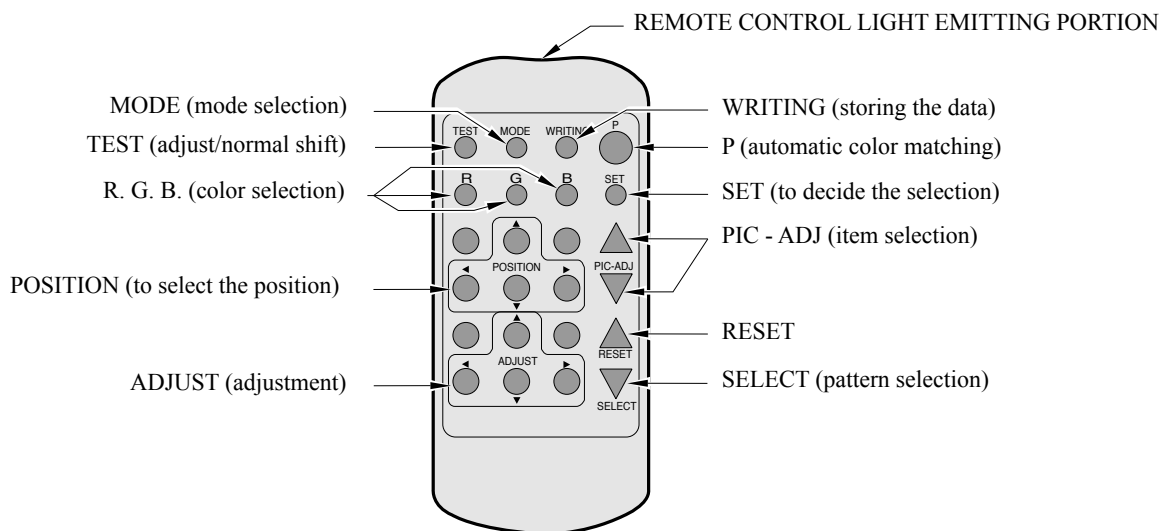 REMOTE CONTROL LIGHT EMITTING PORTION
MODE (mode selection)
WRITING (storing the data)
TEST (adjust/normal shift)
P (automatic color matching)
R. G. B. (color selection)
SET (to decide the selection)
PIC - ADJ (item selection)
POSITION (to select the position)
RESET
ADJUST (adjustment)
SELECT (pattern selection)
TEST MODE WRITING P
R G B SET
POSITION PIC-ADJ
ADJUST RESET
SELECT